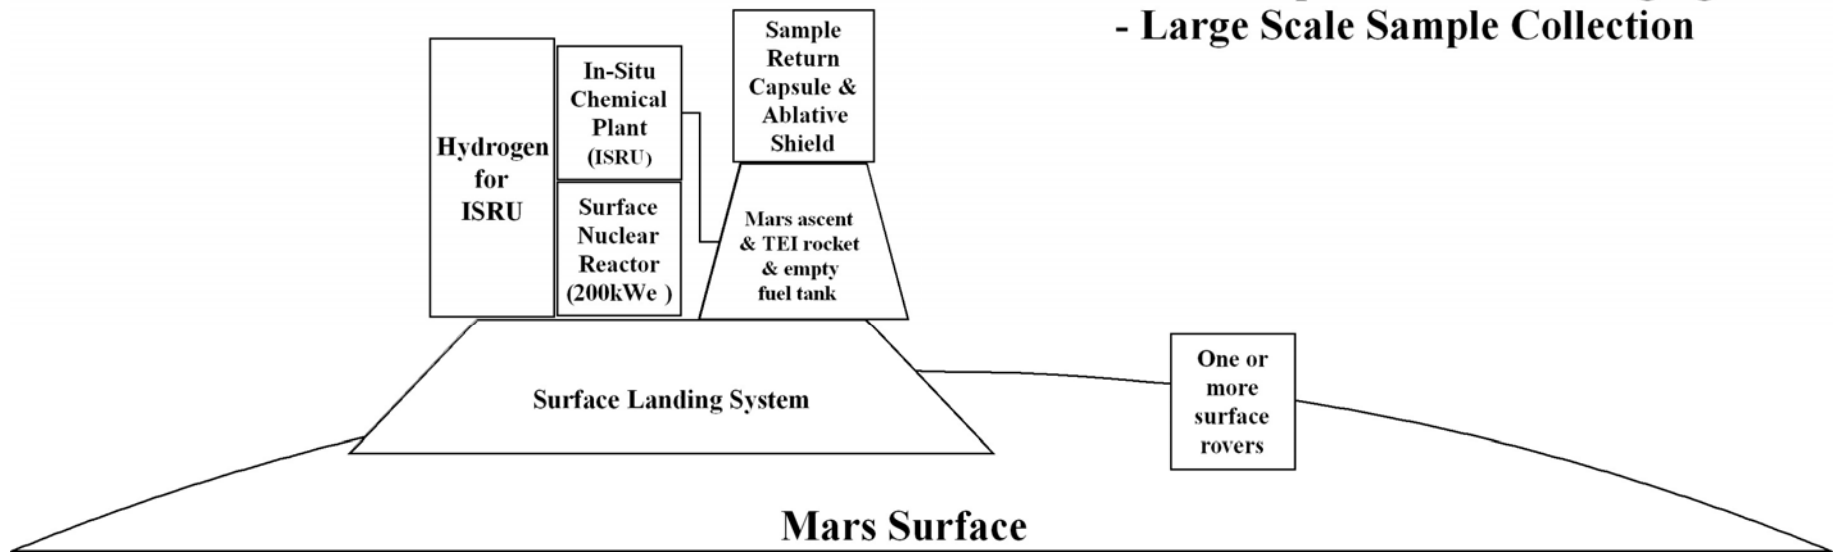 - Large Scale Sample Collection
Sample
Return
Capsule &
Ablative
Shield
In-Situ
Chemical
Plant
(ISRU)
Hydrogen
for
ISRU
Surface
Nuclear
Reactor
(200kWe )
Mars ascent
& TEI rocket
& empty
fuel tank
Surface Landing System
One or
more
surface
rovers
Mars Surface